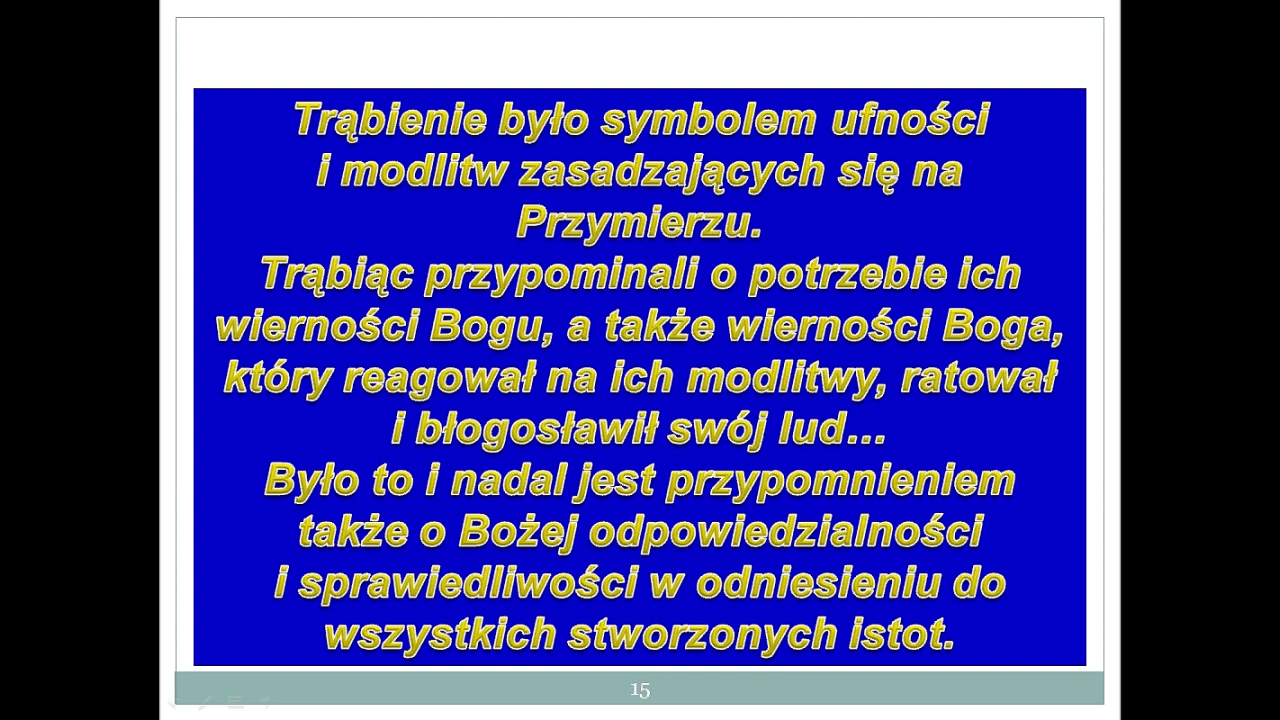 Trąbienie było symbolem ufności
i modlitw zasadzających się na
Przymierzu.
Trąbiąc przypominali o potrzebie ich
wierności Bogu, a także wierności Boga,
który reagował na ich modlitwy, ratował
i błogosławił swój lud...
Było to i nadal jest przypomnieniem
także o Bożej odpowiedzialności
i sprawiedliwości w odniesieniu do
wszystkich stworzonych istot.
15